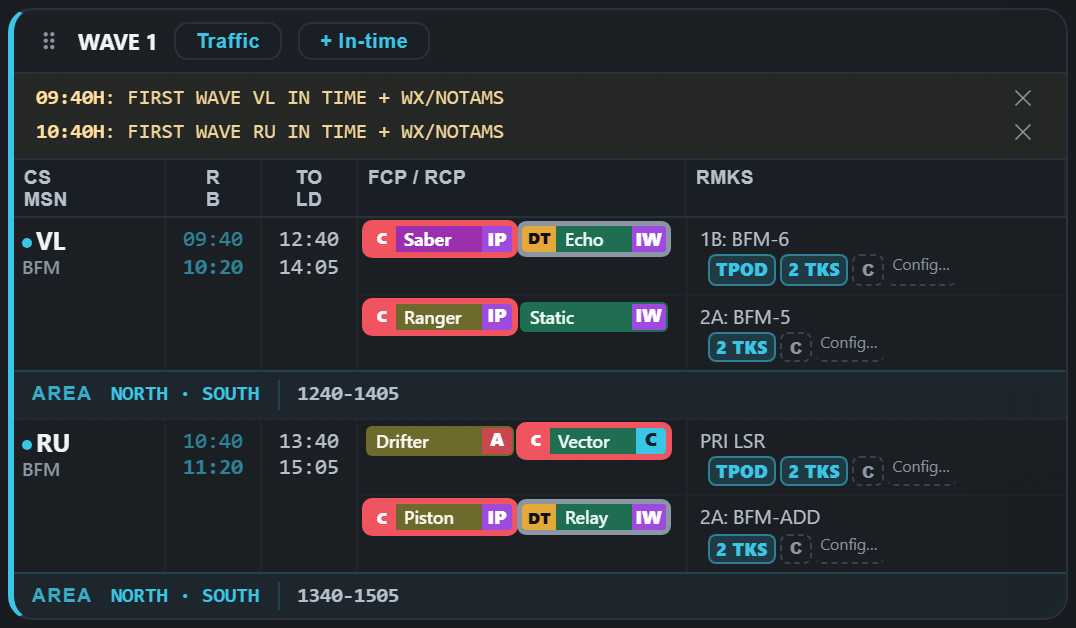 WAVE 1 Traffic + In-time
09:40H: FIRST WAVE VL IN TIME + WX/NOTAMS
10:40H: FIRST WAVE RU IN TIME + WX/NOTAMS
CS R TO FCP / RCP RMKS
MSN B LD
VL 09:40 12:40 C Saber IP DT Echo IW 1B: BFM-6
BFM 10:20 14:05 TPOD 2 TKS C Config...
C Ranger IP Static IW 2A: BFM-5
2 TKS C Config...
AREA NORTH · SOUTH 1240-1405
RU 10:40 13:40 Drifter A C Vector C PRI LSR
BFM 11:20 15:05 TPOD 2 TKS C Config...
C Piston IP DT Relay IW 2A: BFM-ADD
2 TKS C Config...
AREA NORTH · SOUTH 1340-1505